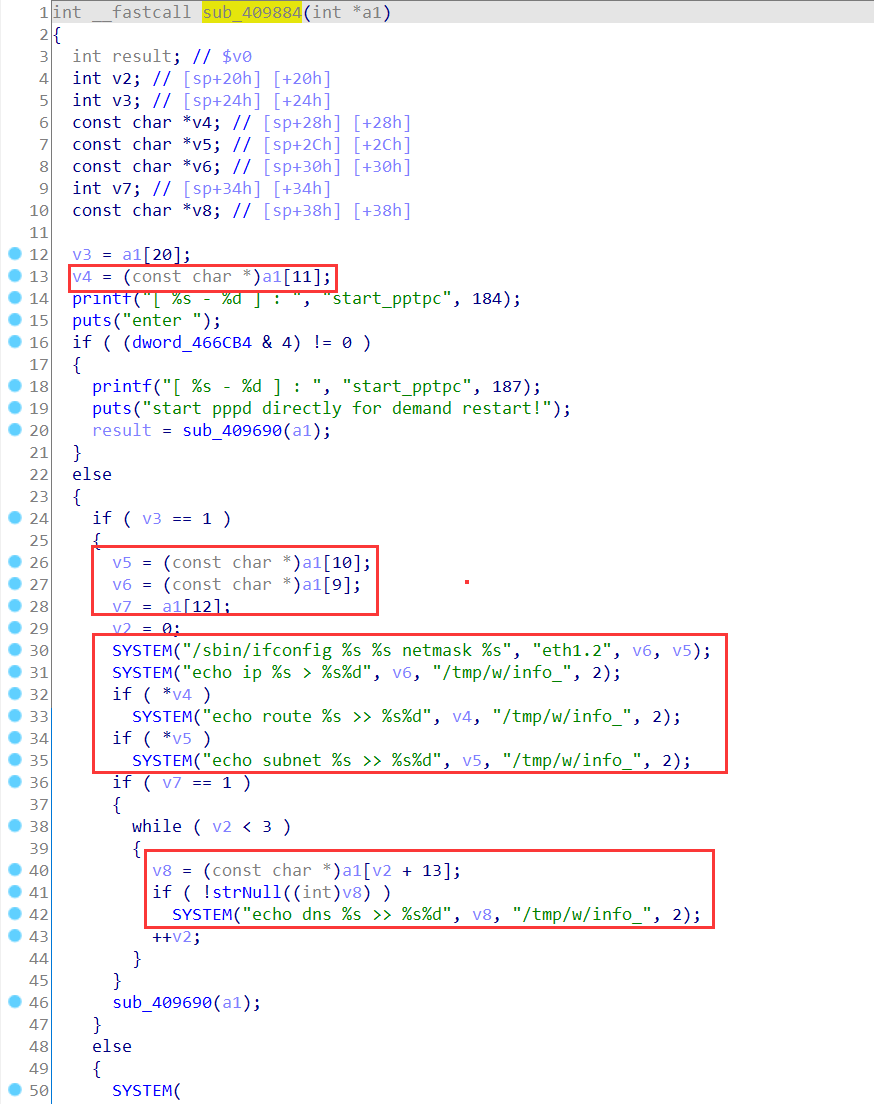 1 int __fastcall sub_409884(int *a1)
2 {
3 int result; // $v0
4 int v2; // [sp+20h] [+20h]
5 int v3; // [sp+24h] [+24h]
6 const char *v4; // [sp+28h] [+28h]
7 const char *v5; // [sp+2Ch] [+2Ch]
8 const char *v6; // [sp+30h] [+30h]
9 int v7; // [sp+34h] [+34h]
10 const char *v8; // [sp+38h] [+38h]
11
12 v3 = a1[20];
13 v4 = (const char *)a1[11];
14 printf("[ %s - %d ] : ", "start_pptpc", 184);
15 puts("enter ");
16 if ( (dword_466CB4 & 4) != 0 )
17 {
18 printf("[ %s - %d ] : ", "start_pptpc", 187);
19 puts("start pppd directly for demand restart!");
20 result = sub_409690(a1);
21 }
22 else
23 {
24 if ( v3 == 1 )
25 {
26 v5 = (const char *)a1[10];
27 v6 = (const char *)a1[9];
28 v7 = a1[12];
29 v2 = 0;
30 SYSTEM("/sbin/ifconfig %s %s netmask %s", "eth1.2", v6, v5);
31 SYSTEM("echo ip %s > %s%d", v6, "/tmp/w/info_", 2);
32 if ( *v4 )
33 SYSTEM("echo route %s >> %s%d", v4, "/tmp/w/info_", 2);
34 if ( *v5 )
35 SYSTEM("echo subnet %s >> %s%d", v5, "/tmp/w/info_", 2);
36 if ( v7 == 1 )
37 {
38 while ( v2 < 3 )
39 {
40 v8 = (const char *)a1[v2 + 13];
41 if ( !strNull((int)v8) )
42 SYSTEM("echo dns %s >> %s%d", v8, "/tmp/w/info_", 2);
43 ++v2;
44 }
45 }
46 sub_409690(a1);
47 }
48 else
49 {
50 SYSTEM(